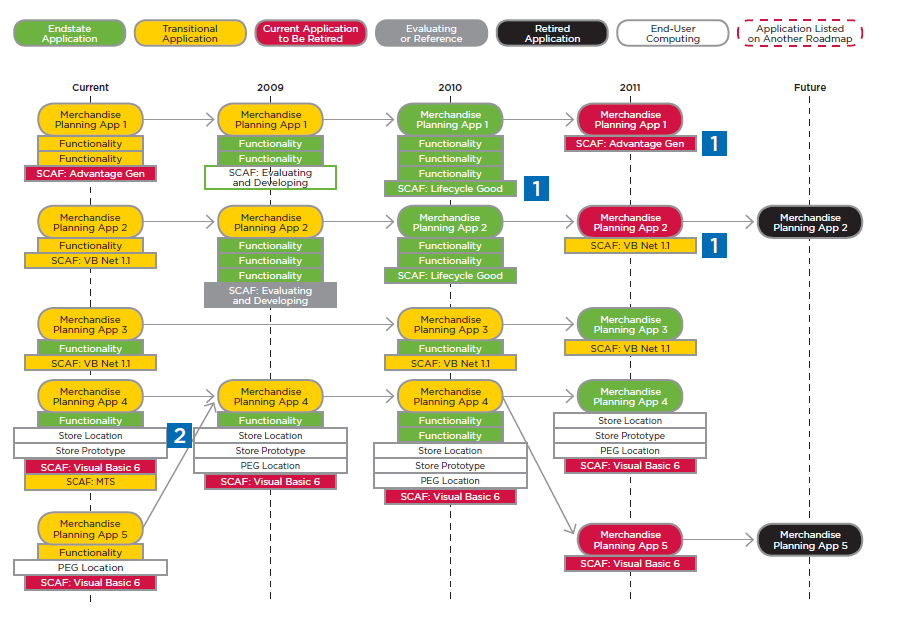 Endstate
Application
Transitional
Application
Current Application
to Be Retired
Evaluating
or Reference
Retired
Application
End-User
Computing
Application Listed
on Another Roadmap
Current
2009
2010
2011
Future
Merchandise
Planning App 1
Functionality
Functionality
SCAF: Advantage Gen
Merchandise
Planning App 1
Functionality
Functionality
SCAF: Evaluating
and Developing
Merchandise
Planning App 1
Functionality
Functionality
Functionality
SCAF: Lifecycle Good
1
Merchandise
Planning App 1
SCAF: Advantage Gen
1
Merchandise
Planning App 2
Functionality
SCAF: VB Net 1.1
Merchandise
Planning App 2
Functionality
Functionality
Functionality
SCAF: Evaluating
and Developing
Merchandise
Planning App 2
Functionality
Functionality
SCAF: Lifecycle Good
Merchandise
Planning App 2
SCAF: VB Net 1.1
1
Merchandise
Planning App 2
Merchandise
Planning App 3
Functionality
SCAF: VB Net 1.1
Merchandise
Planning App 3
Functionality
SCAF: VB Net 1.1
Merchandise
Planning App 3
SCAF: VB Net 1.1
Merchandise
Planning App 4
Functionality
Store Location
Store Prototype
SCAF: Visual Basic 6
SCAF: MTS
2
Merchandise
Planning App 4
Functionality
Store Location
Store Prototype
PEG Location
SCAF: Visual Basic 6
Merchandise
Planning App 4
Functionality
Functionality
Store Location
Store Prototype
PEG Location
SCAF: Visual Basic 6
Merchandise
Planning App 4
Store Location
Store Prototype
PEG Location
SCAF: Visual Basic 6
Merchandise
Planning App 5
Functionality
PEG Location
SCAF: Visual Basic 6
Merchandise
Planning App 5
SCAF: Visual Basic 6
Merchandise
Planning App 5